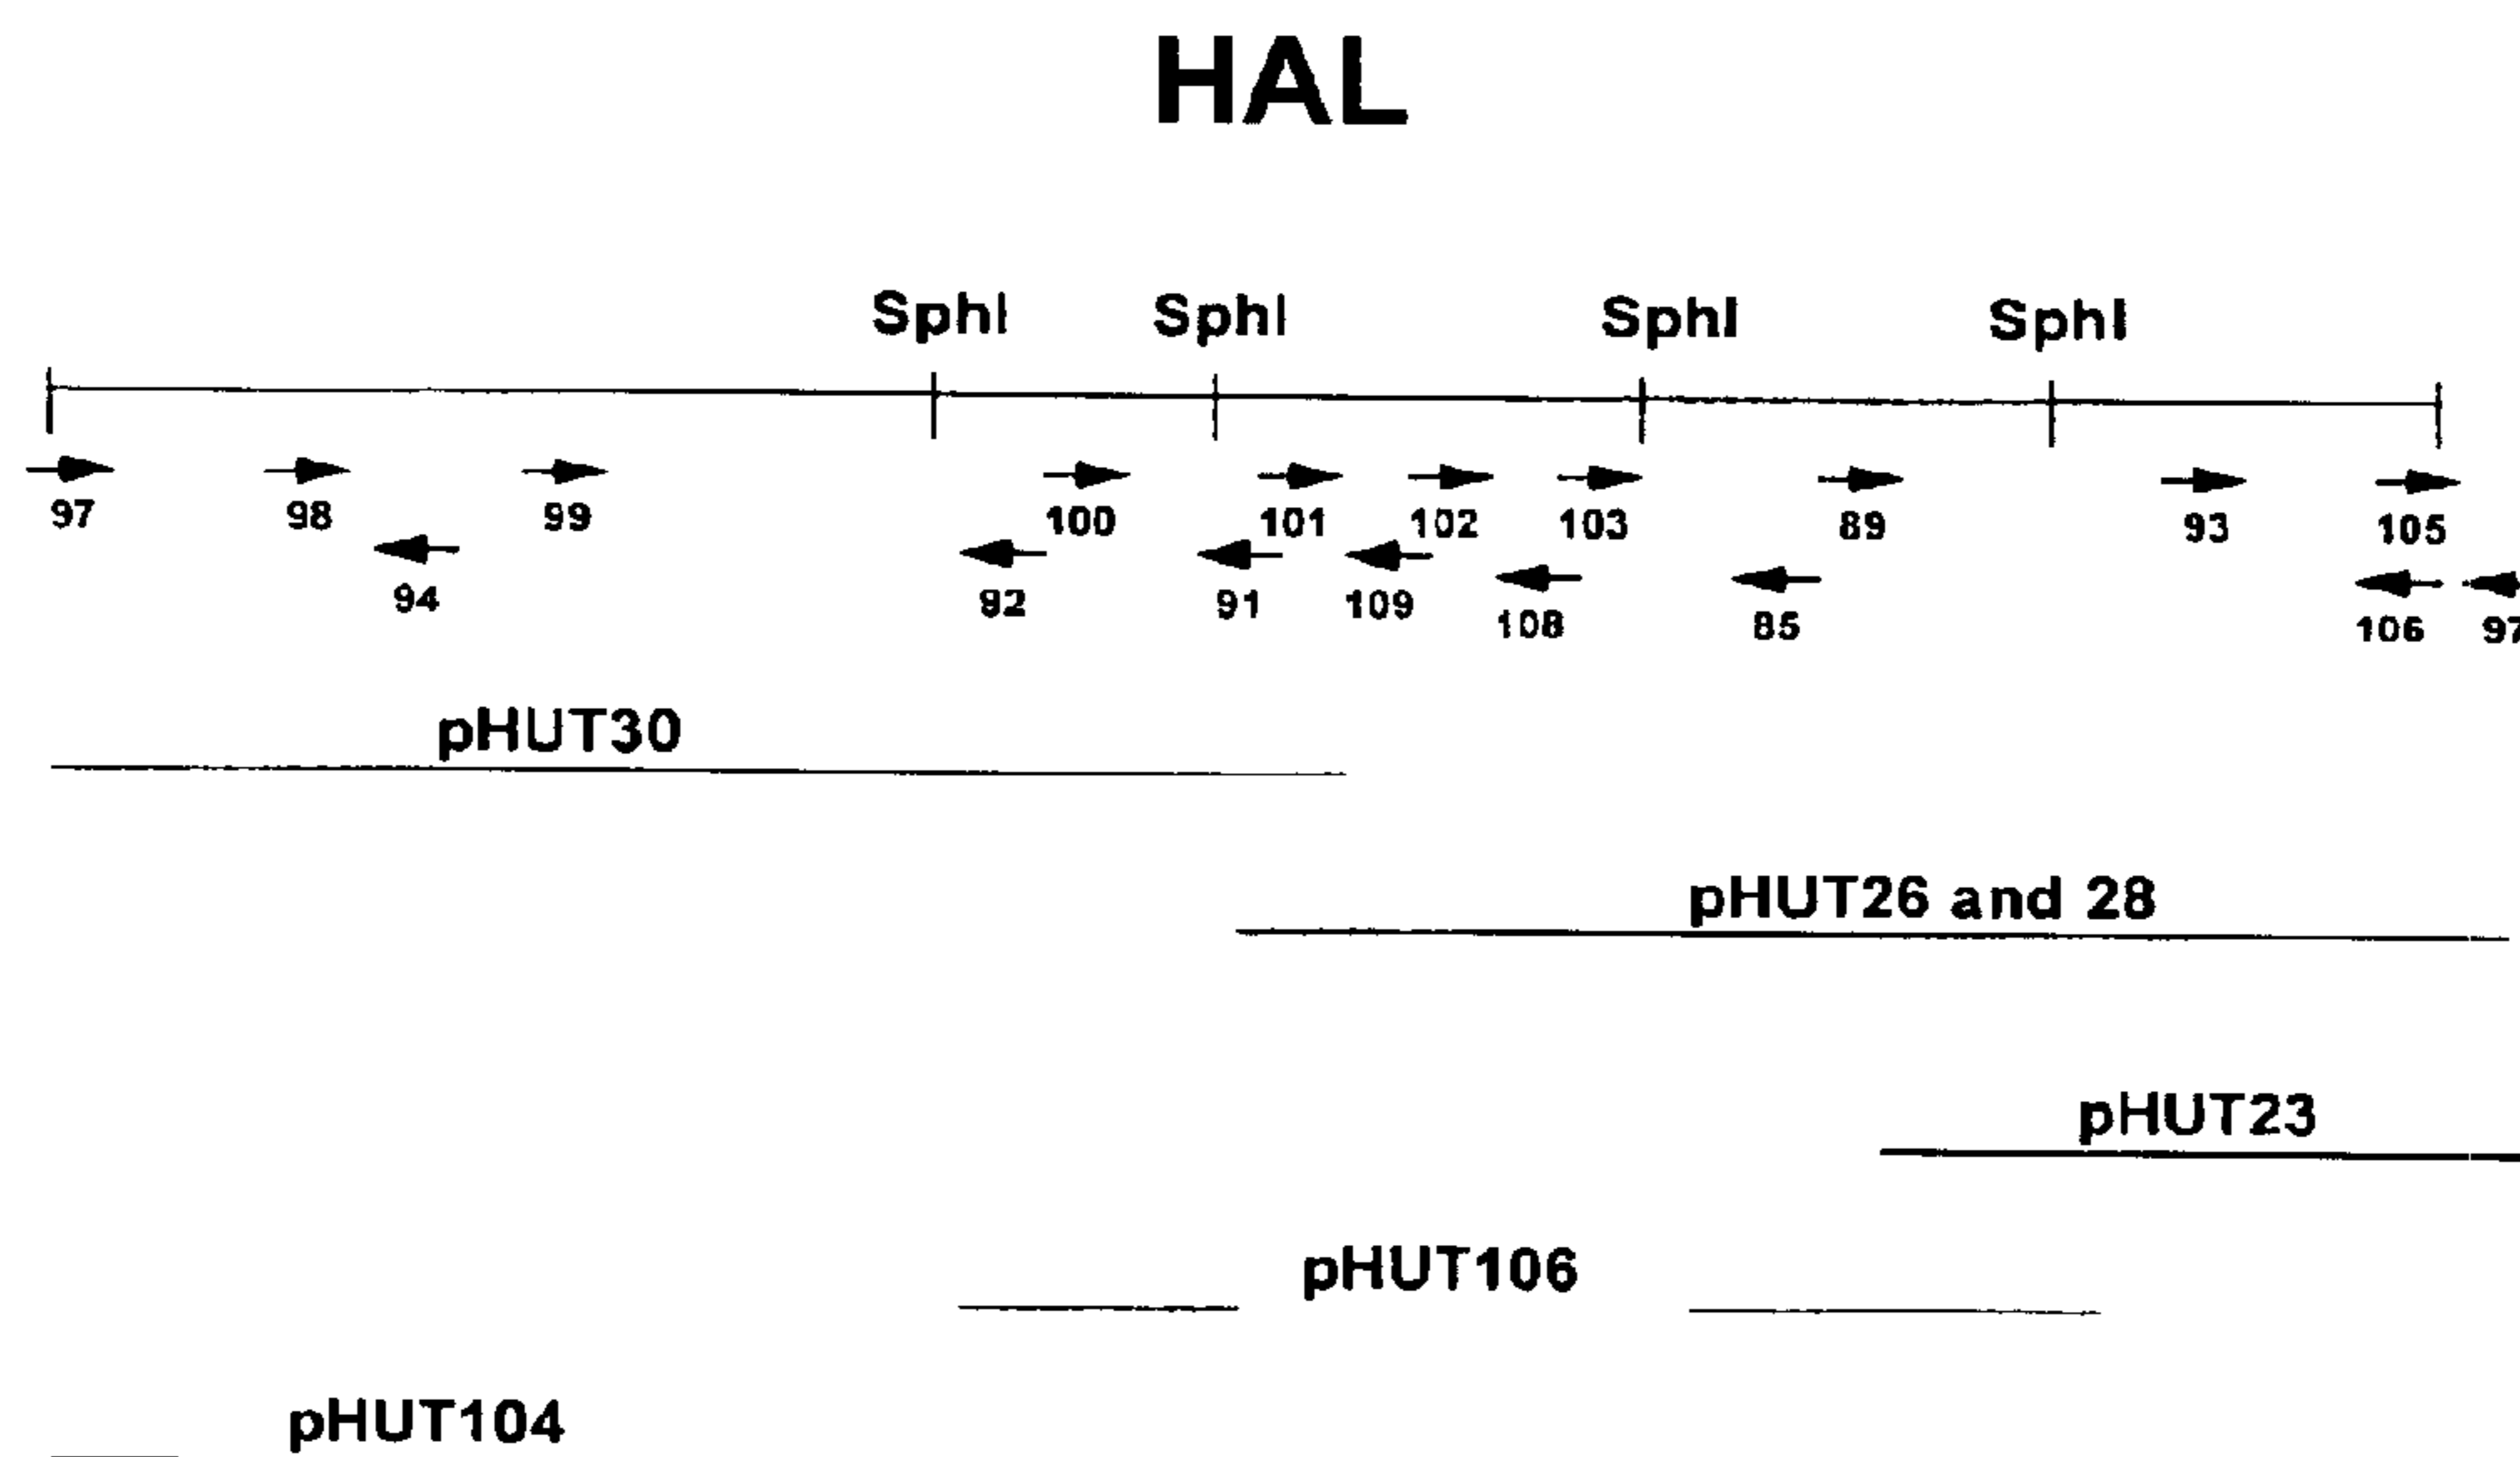 HAL
SphI SphI SphI SphI
97 98 99 100 101 102 103 89 93 105
94 92 91 109 108 85 106 97
pHUT30
pHUT26 and 28
pHUT23
pHUT106
pHUT104